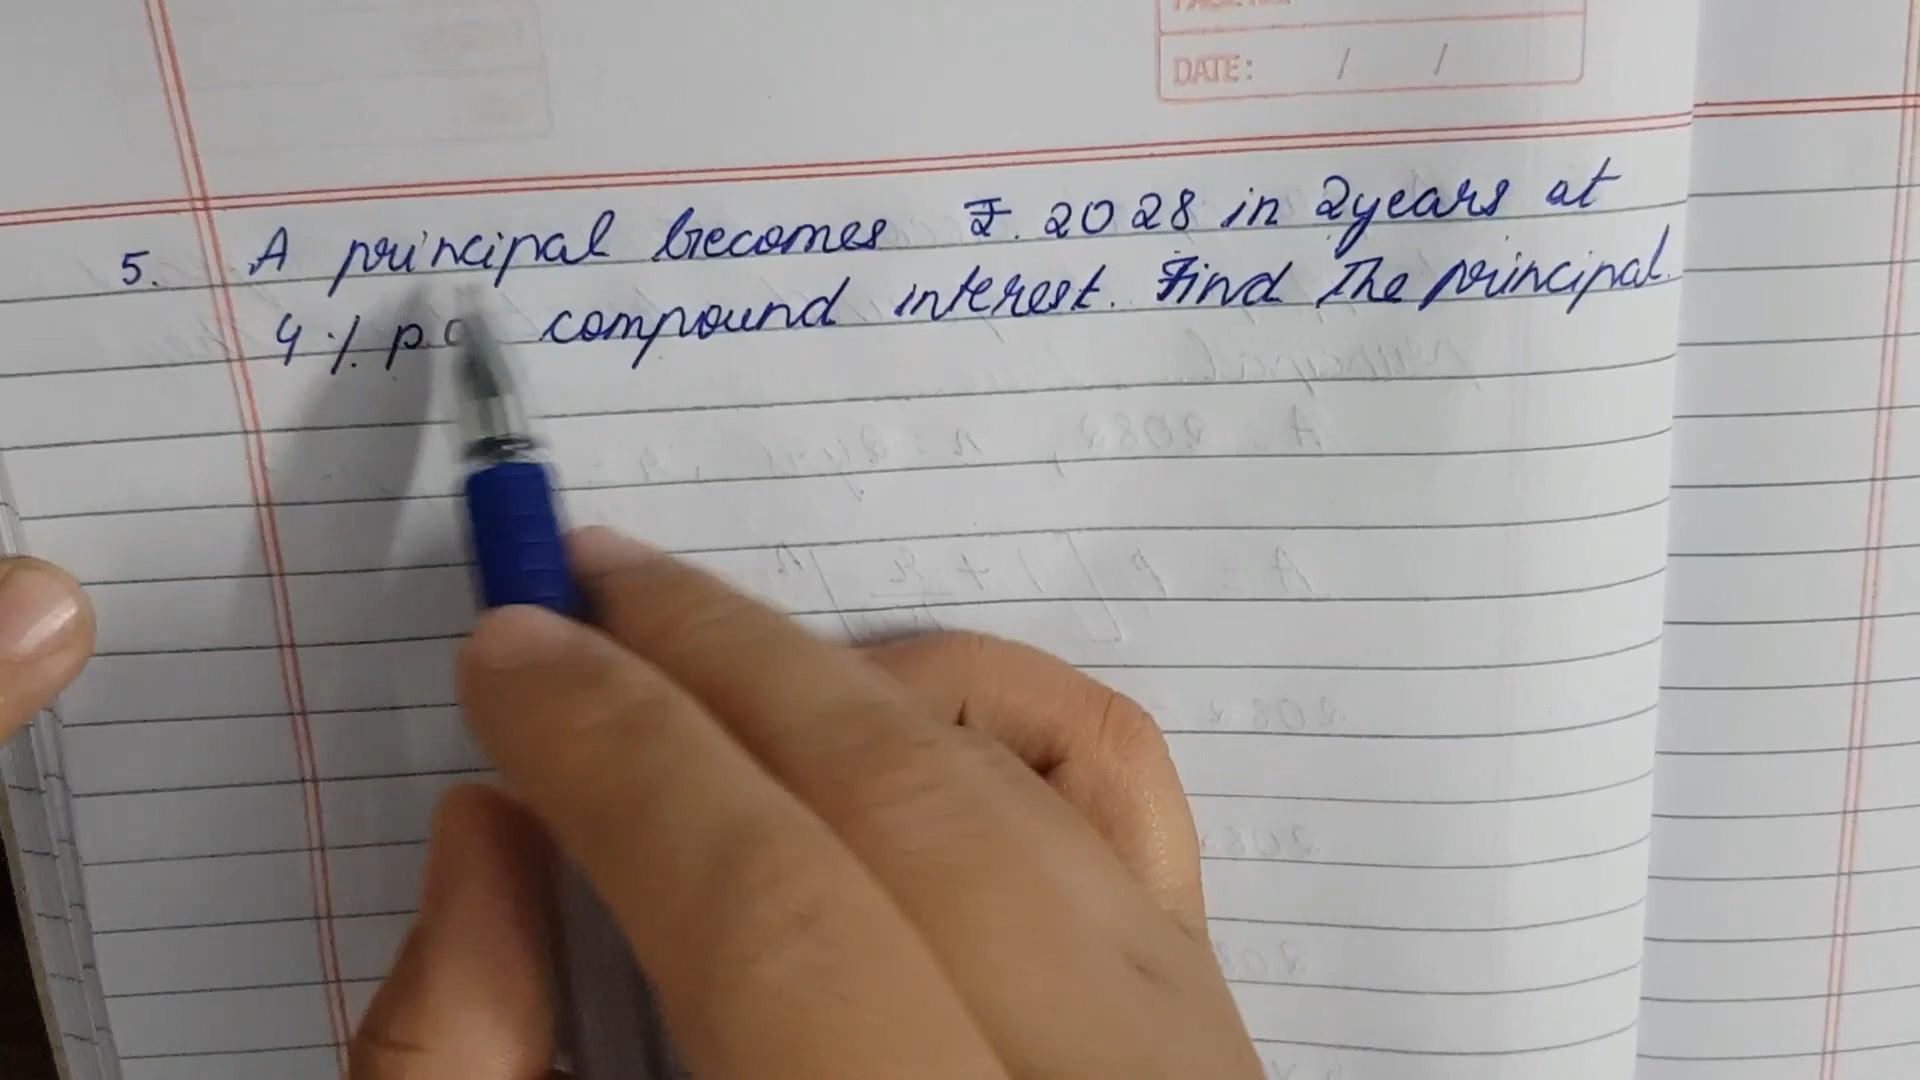 DATE: / /
5. A principal becomes ₹. 2028 in 2years at
4 % p.a compound interest. Find the principal.